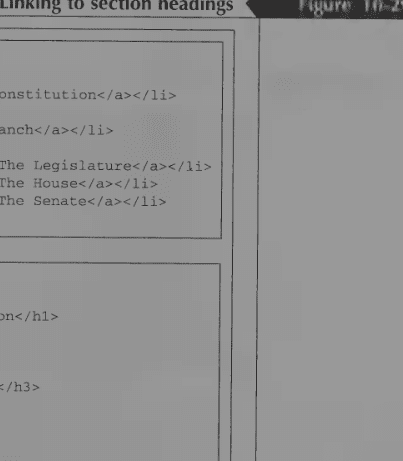 Linking to section headings
Figure 10-2
onstitution</a></li>
anch</a></li>
The Legislature</a></li>
The House</a></li>
The Senate</a></li>
on</h1>
</h3>